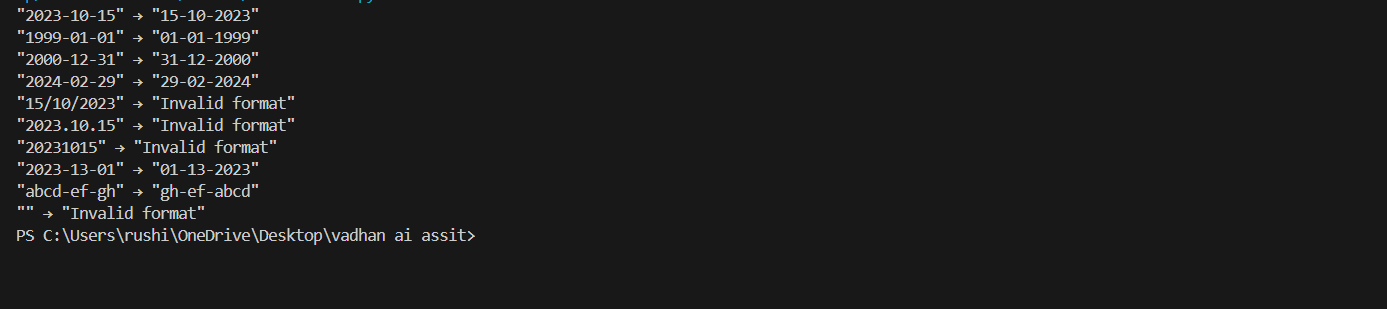 "2023-10-15" → "15-10-2023"
"1999-01-01" → "01-01-1999"
"2000-12-31" → "31-12-2000"
"2024-02-29" → "29-02-2024"
"15/10/2023" → "Invalid format"
"2023.10.15" → "Invalid format"
"20231015" → "Invalid format"
"2023-13-01" → "01-13-2023"
"abcd-ef-gh" → "gh-ef-abcd"
"" → "Invalid format"
PS C:\Users\rushi\OneDrive\Desktop\vadhan ai assit>